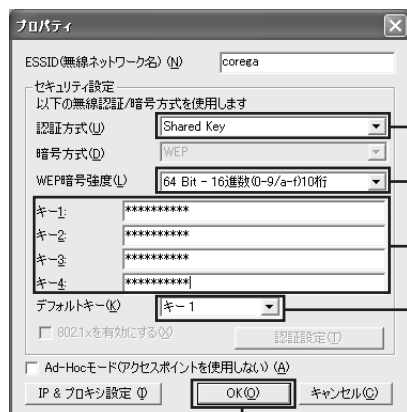 プロパティ
ESSID(無線ネットワーク名) (N) corega
セキュリティ設定
以下の無線認証/暗号方式を使用します
認証方式(U) Shared Key
暗号方式(D) WEP
WEP暗号強度(L) 64 Bit - 16進数(0-9/a-f)10桁
キー1: **********
キー2: **********
キー3: **********
キー4: **********
デフォルトキー(K) キー 1
802.1xを有効にする(X) 認証設定(T)
Ad-Hocモード(アクセスポイントを使用しない) (A)
IP & プロキシ設定 (I) OK(O) キャンセル(C)